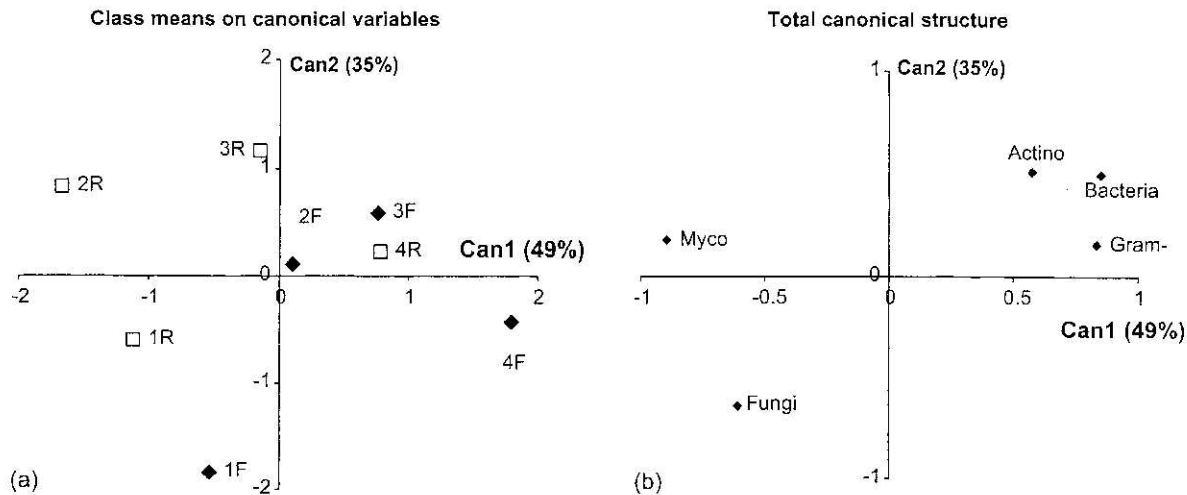 Class means on canonical variables
2
Can2 (35%)
3R
1
2R
2F
3F
4R
Can1 (49%)
0
-2
-1
0
1
2
1R
4F
-1
1F
-2
(a)
Total canonical structure
1
Can2 (35%)
Actino
Bacteria
Myco
Gram-
0
-1
-0.5
0
0.5
1
Can1 (49%)
Fungi
-1
(b)